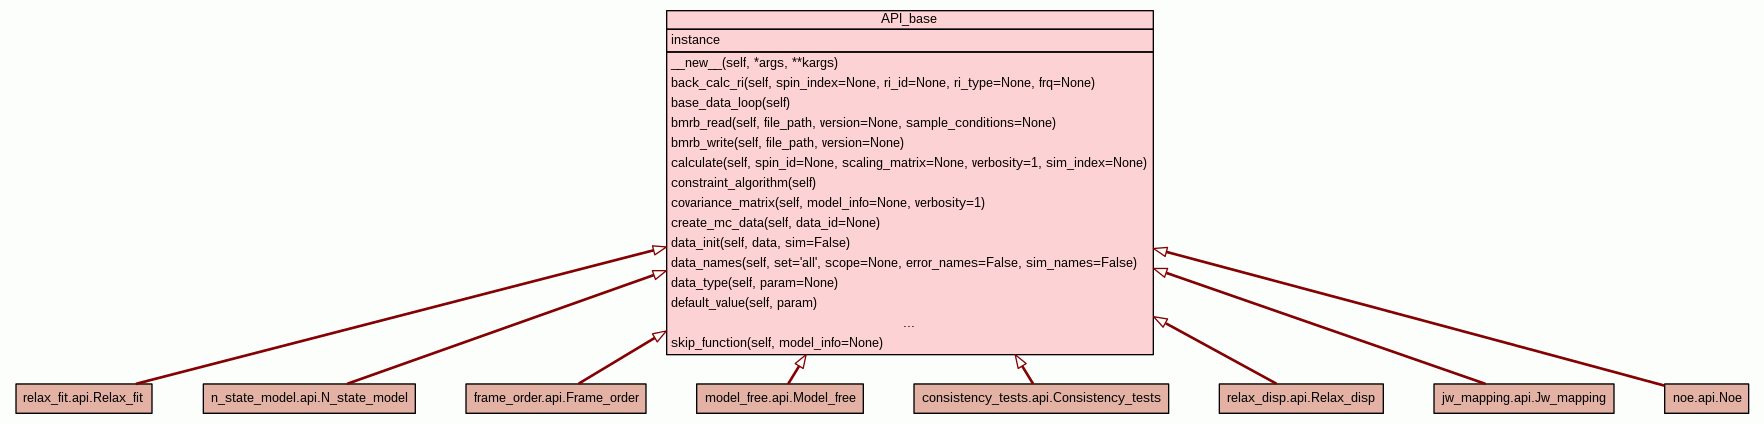 API_base
instance
__new__(self, *args, **kargs)
back_calc_ri(self, spin_index=None, ri_id=None, ri_type=None, frq=None)
base_data_loop(self)
bmrb_read(self, file_path, version=None, sample_conditions=None)
bmrb_write(self, file_path, version=None)
calculate(self, spin_id=None, scaling_matrix=None, verbosity=1, sim_index=None)
constraint_algorithm(self)
covariance_matrix(self, model_info=None, verbosity=1)
create_mc_data(self, data_id=None)
data_init(self, data, sim=False)
data_names(self, set='all', scope=None, error_names=False, sim_names=False)
data_type(self, param=None)
default_value(self, param)
...
skip_function(self, model_info=None)
relax_fit.api.Relax_fit
n_state_model.api.N_state_model
frame_order.api.Frame_order
model_free.api.Model_free
consistency_tests.api.Consistency_tests
relax_disp.api.Relax_disp
jw_mapping.api.Jw_mapping
noe.api.Noe